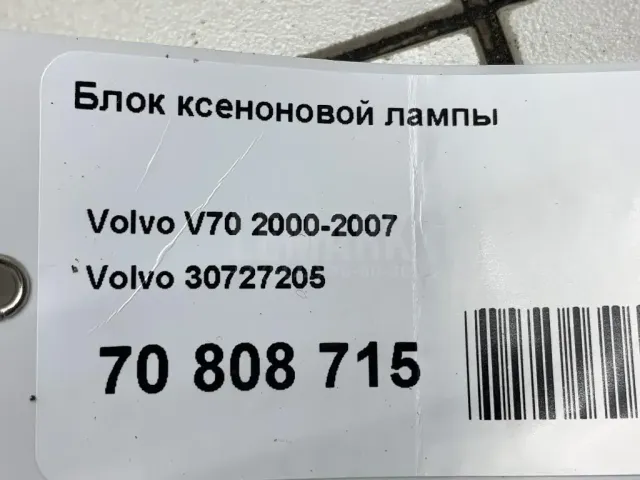 Блок ксеноновой лампы
Volvo V70 2000-2007
Volvo 30727205
70 808 715